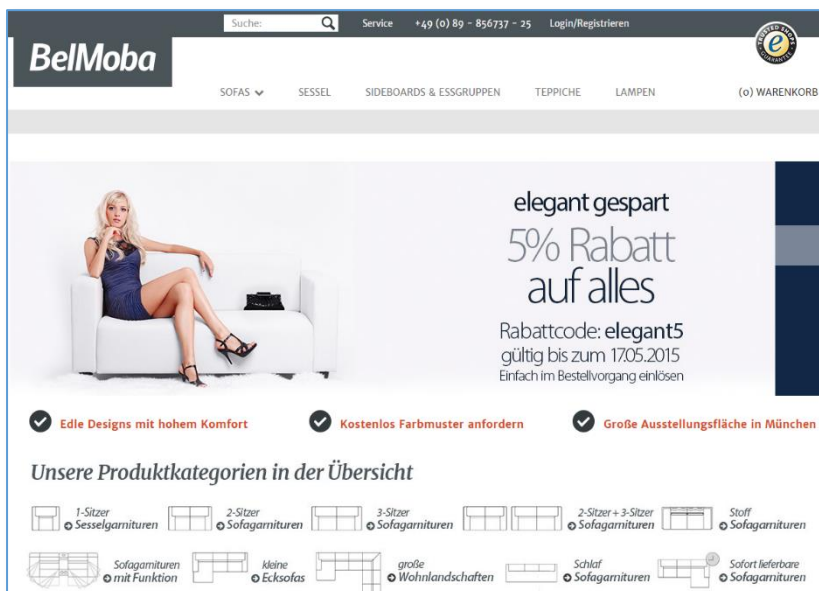 Suche:
Service
+49 (0) 89 - 856737 - 25
Login/Registrieren
BelMoba
TRUSTED SHOPS
GUARANTEE
e
SOFAS
SESSEL
SIDEBOARDS & ESSGRUPPEN
TEPPICHE
LAMPEN
(0) WARENKORB
elegant gespart
5% Rabatt
auf alles
Rabattcode: elegant5
gültig bis zum 17.05.2015
Einfach im Bestellvorgang einlösen
Edle Designs mit hohem Komfort
Kostenlos Farbmuster anfordern
Große Ausstellungsfläche in München
Unsere Produktkategorien in der Übersicht
1-Sitzer
Sesselgarnituren
2-Sitzer
Sofagarnituren
3-Sitzer
Sofagarnituren
2-Sitzer + 3-Sitzer
Sofagarnituren
Stoff
Sofagarnituren
Sofagarnituren
mit Funktion
kleine
Ecksofas
große
Wohnlandschaften
Schlaf
Sofagarnituren
Sofort lieferbare
Sofagarnituren